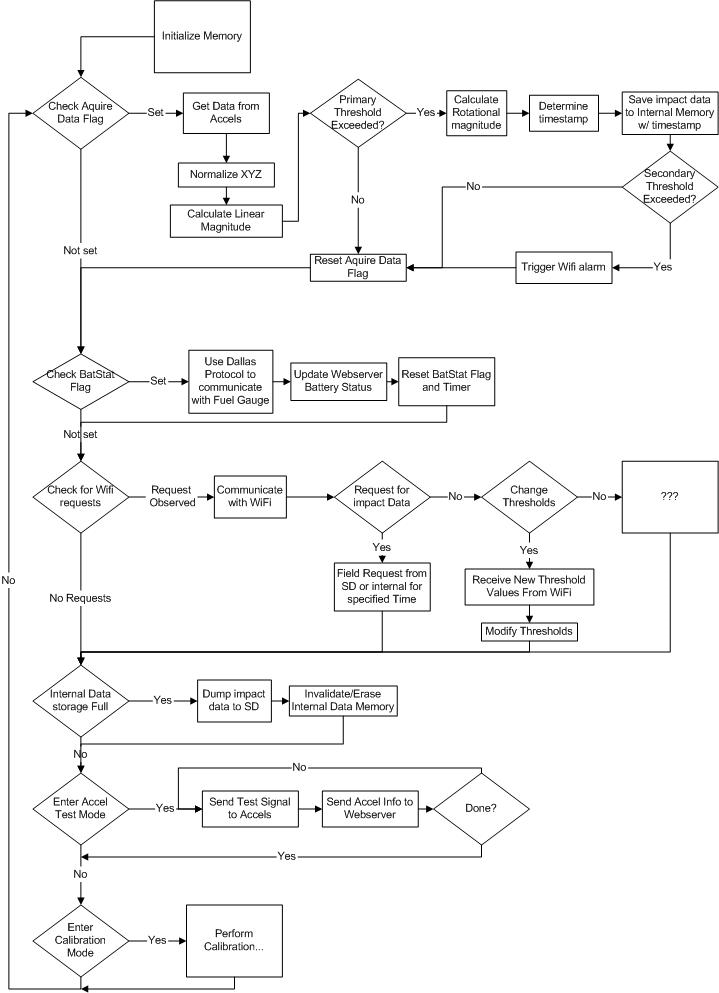 Initialize Memory
Check Aquire
Data Flag
Set
Get Data from
Accels
Normalize XYZ
Calculate Linear
Magnitude
Primary
Threshold
Exceeded?
Yes
Calculate
Rotational
magnitude
Determine
timestamp
Save impact data
to Internal Memory
w/ timestamp
Secondary
Threshold
Exceeded?
No
No
Yes
Trigger Wifi alarm
Reset Aquire Data
Flag
Not set
Check BatStat
Flag
Set
Use Dallas
Protocol to
communicate
with Fuel Gauge
Update Webserver
Battery Status
Reset BatStat Flag
and Timer
Not set
Check for Wifi
requests
Request
Observed
Communicate
with WiFi
Request for
impact Data
No
Change
Thresholds
No
???
Yes
Yes
Field Request from
SD or internal for
specified Time
Receive New Threshold
Values From WiFi
Modify Thresholds
No
No Requests
Internal Data
storage Full
Yes
Dump impact
data to SD
Invalidate/Erase
Internal Data Memory
No
No
Enter Accel
Test Mode
Yes
Send Test Signal
to Accels
Send Accel Info to
Webserver
Done?
Yes
No
Enter
Calibration
Mode
Yes
Perform
Calibration...